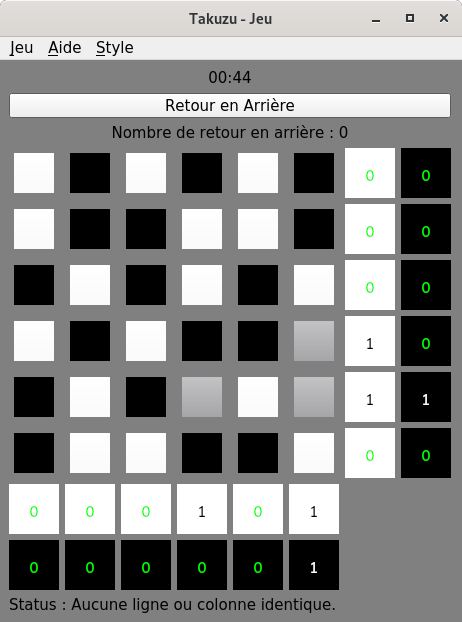 Takuzu - Jeu
Jeu Aide Style
00:44
Retour en Arrière
Nombre de retour en arrière : 0
0 0
0 0
0 0
1 0
1 1
0 0
0 0 0 1 0 1
0 0 0 0 0 1
Status : Aucune ligne ou colonne identique.